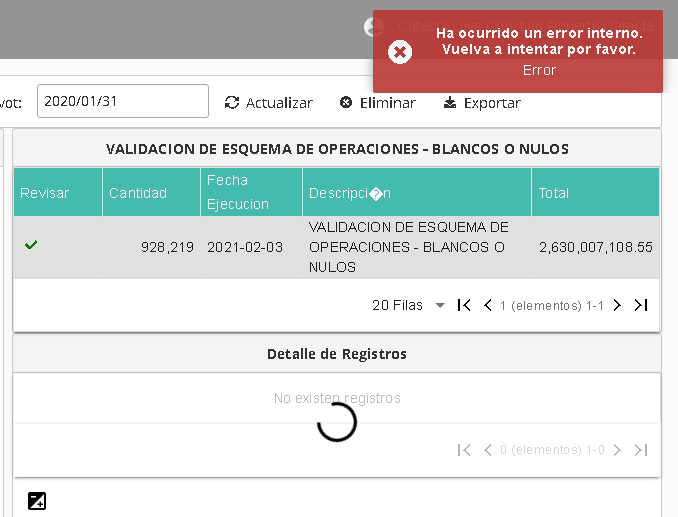 Ha ocurrido un error interno.
Vuelva a intentar por favor.
Error
vot:
2020/01/31
Actualizar
Eliminar
Exportar
VALIDACION DE ESQUEMA DE OPERACIONES - BLANCOS O NULOS
Revisar
Cantidad
Fecha
Ejecucion
Descripci�n
Total
928,219
2021-02-03
VALIDACION DE ESQUEMA DE
OPERACIONES - BLANCOS O
NULOS
2,630,007,108.55
20 Filas
1 (elementos) 1-1
Detalle de Registros
No existen registros
0 (elementos) 1-0